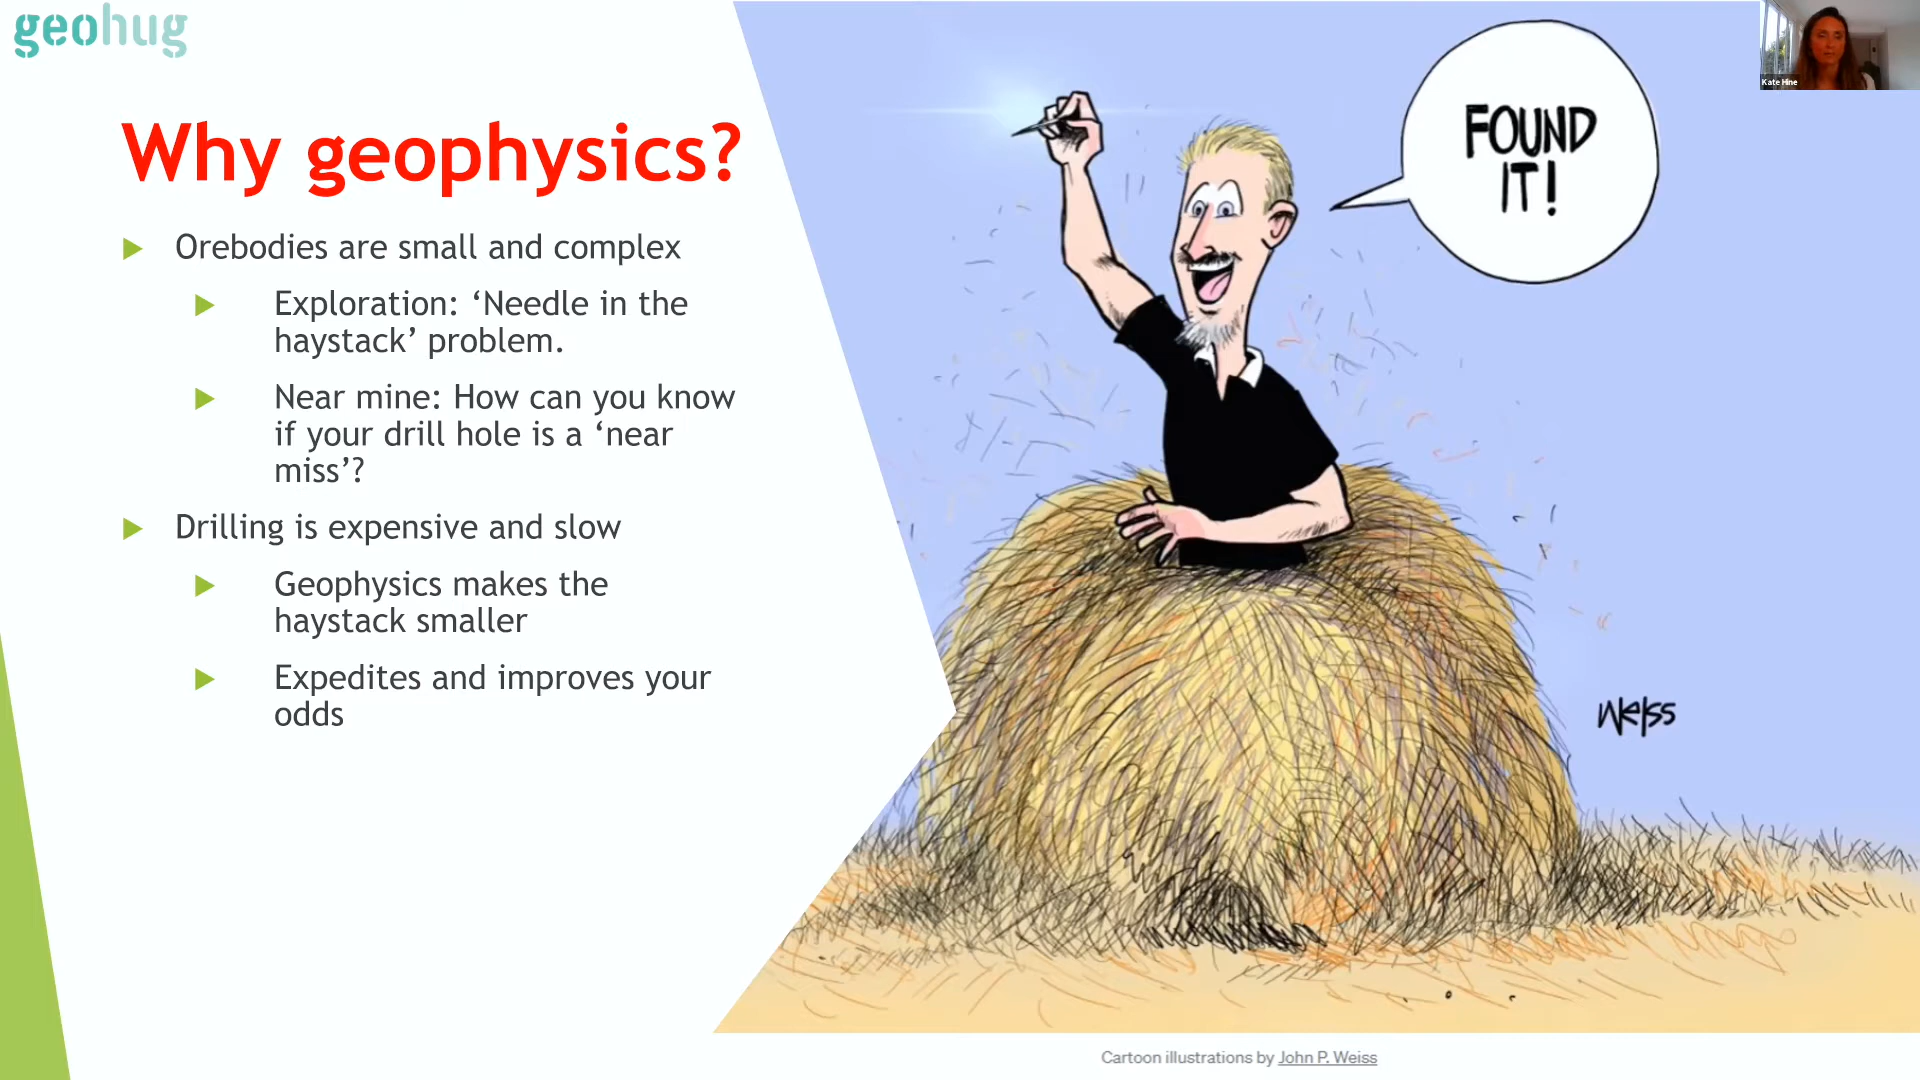 geohug
Why geophysics?
Orebodies are small and complex
Exploration: ‘Needle in the
haystack’ problem.
Near mine: How can you know
if your drill hole is a ‘near
miss’?
Drilling is expensive and slow
Geophysics makes the
haystack smaller
Expedites and improves your
odds
FOUND
IT!
Weiss
Cartoon illustrations by John P. Weiss
Kate Hine